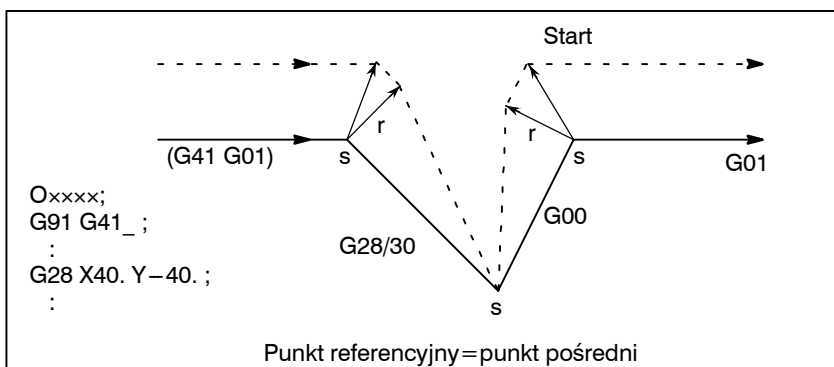 Start
r
r
(G41 G01)
s
s
G01
O××××;
G91 G41_ ;
:
G28 X40. Y−40. ;
:
G28/30
G00
s
Punkt referencyjny=punkt pośredni